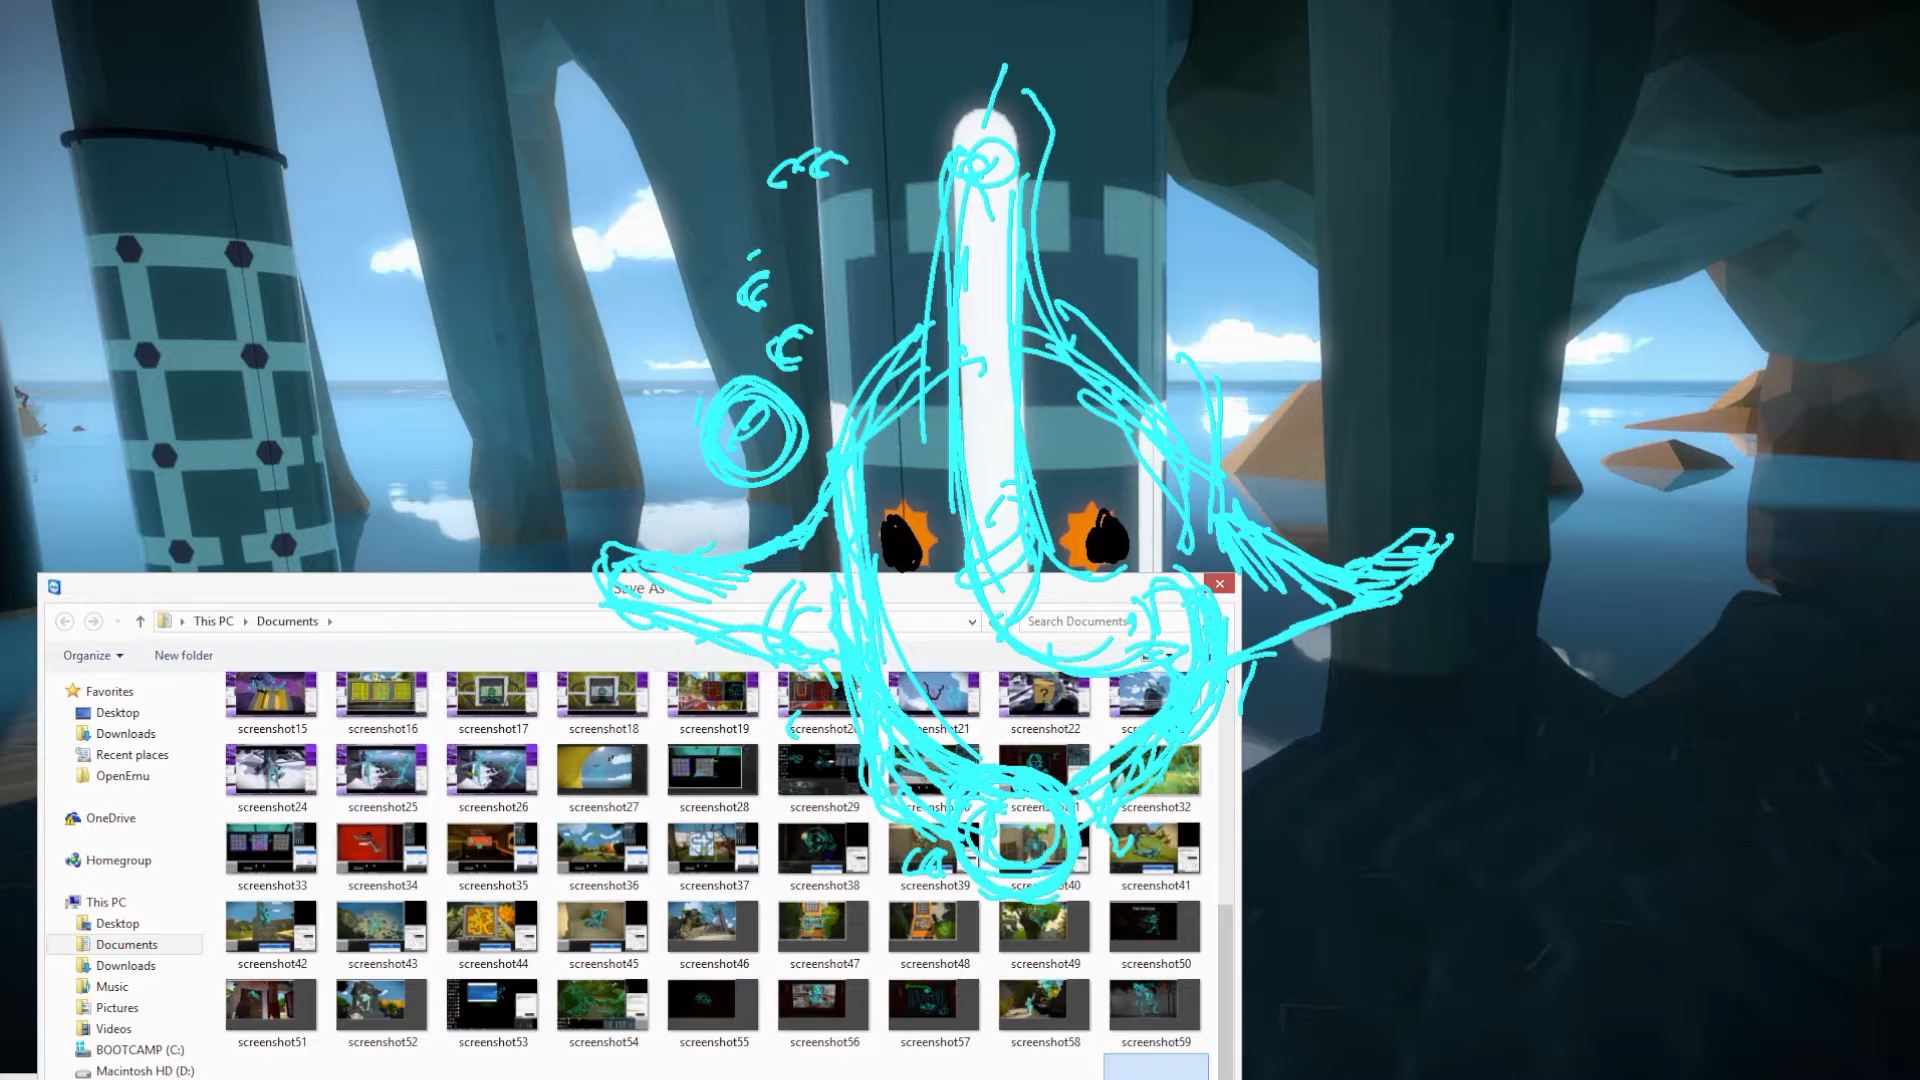 Save As
This PC Documents
Search Documents
Organize New folder
Favorites
Desktop
Downloads
Recent places
OpenEmu
OneDrive
Homegroup
This PC
Desktop
Documents
Downloads
Music
Pictures
Videos
BOOTCAMP (C:)
Macintosh HD (D:)
screenshot15 screenshot16 screenshot17 screenshot18 screenshot19 screenshot22
screenshot24 screenshot25 screenshot26 screenshot27 screenshot28 screenshot29 screenshot32
screenshot33 screenshot34 screenshot35 screenshot36 screenshot37 screenshot38 screenshot39 screenshot40 screenshot41
screenshot42 screenshot43 screenshot44 screenshot45 screenshot46 screenshot47 screenshot48 screenshot49 screenshot50
screenshot51 screenshot52 screenshot53 screenshot54 screenshot55 screenshot56 screenshot57 screenshot58 screenshot59